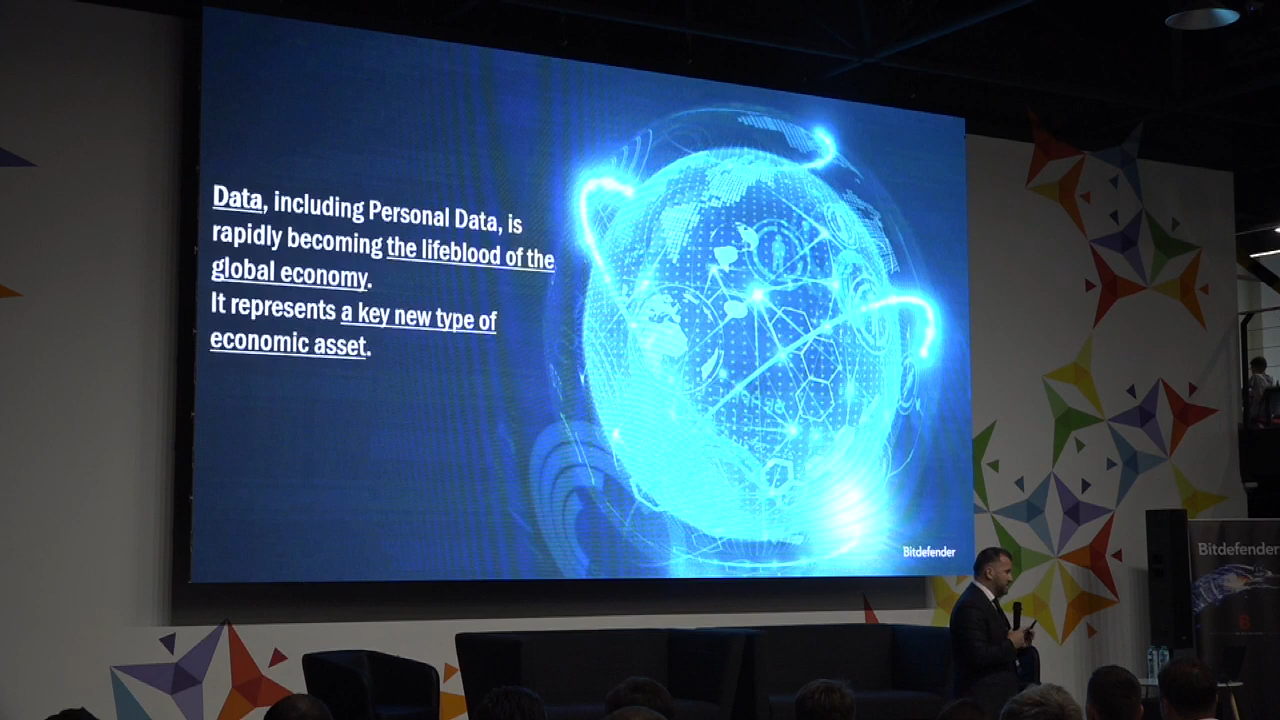 Data, including Personal Data, is
rapidly becoming the lifeblood of the
global economy.
It represents a key new type of
economic asset.
Bitdefender
Bitdefender